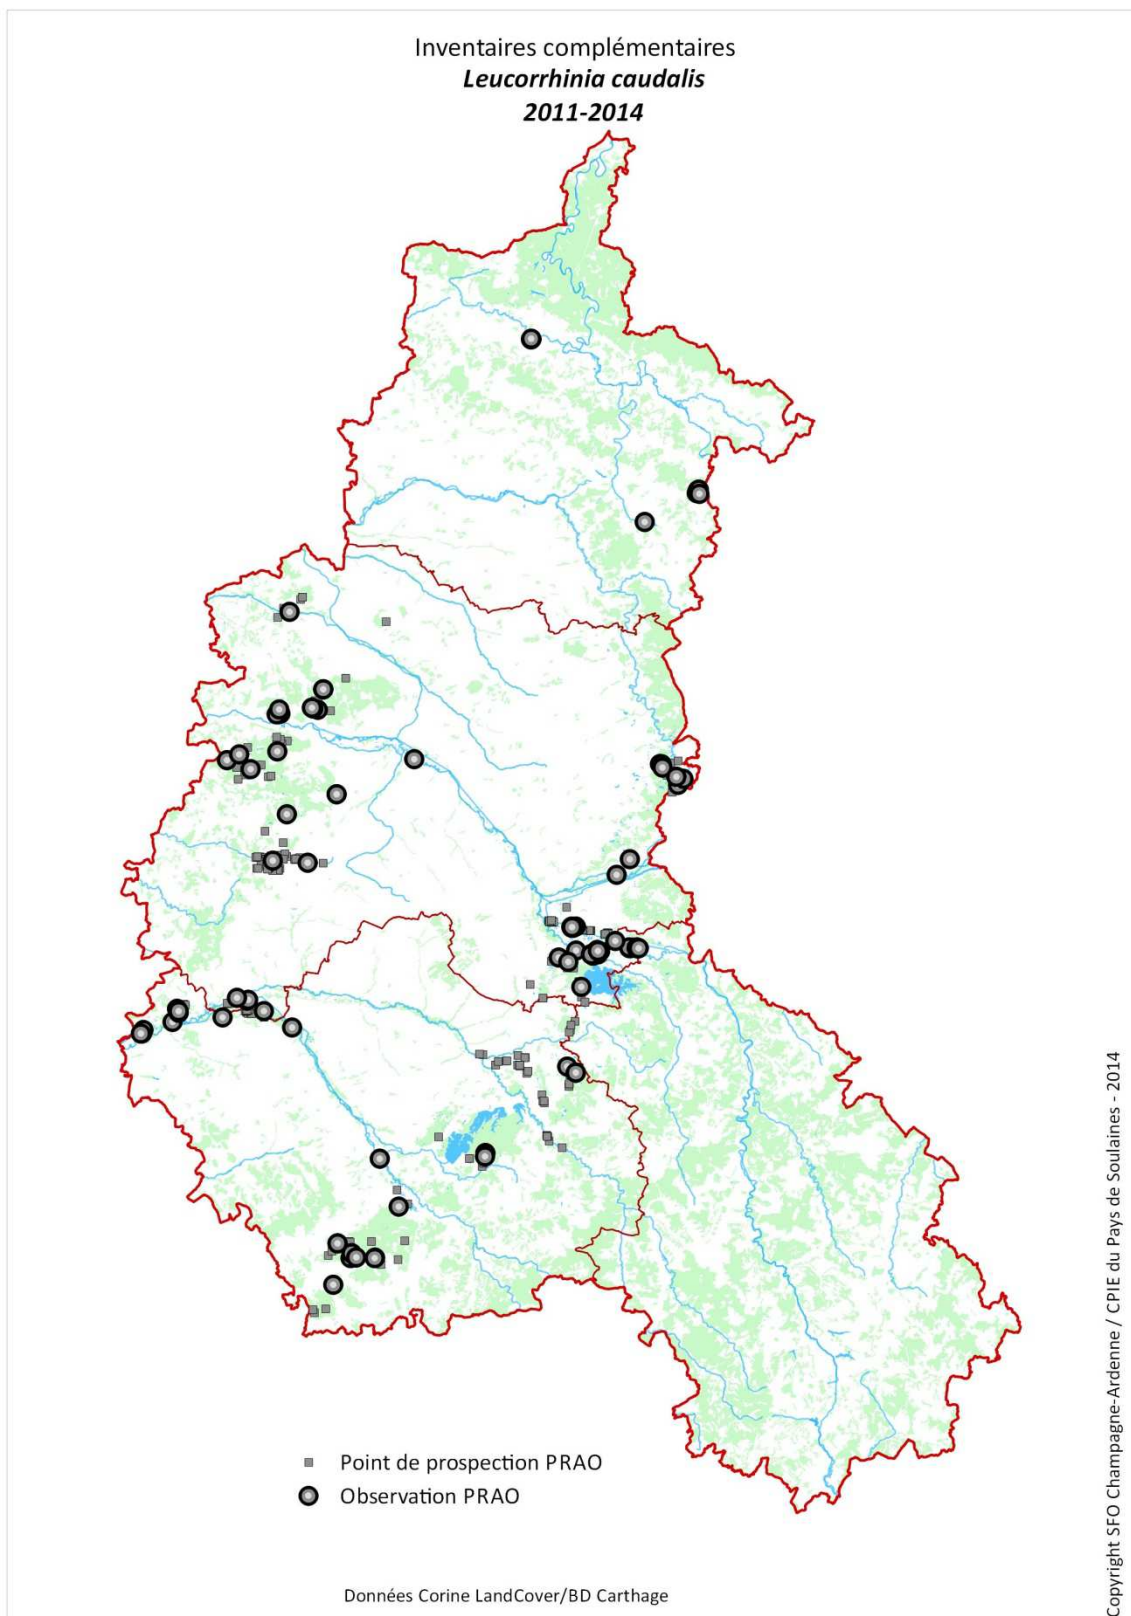 Inventaires complémentaires
Leucorrhinia caudalis
2011-2014
Point de prospection PRAO
Observation PRAO
Données Corine LandCover/BD Carthage
Copyright SFO Champagne-Ardenne / CPIE du Pays de Soulaines - 2014